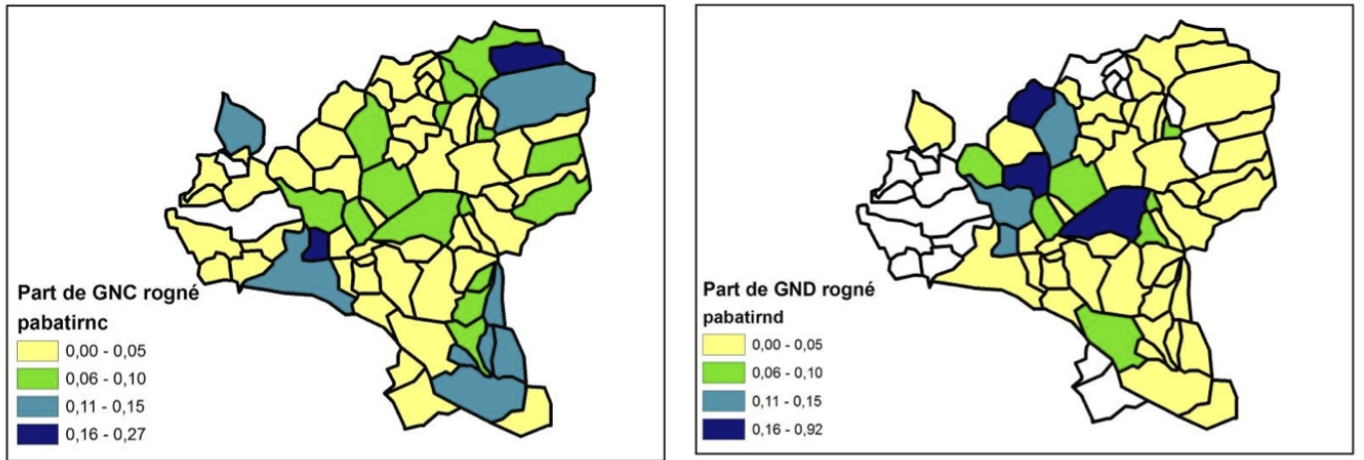 Part de GNC rogné
pabatirnc
0,00 - 0,05
0,06 - 0,10
0,11 - 0,15
0,16 - 0,27
Part de GND rogné
pabatirnd
0,00 - 0,05
0,06 - 0,10
0,11 - 0,15
0,16 - 0,92